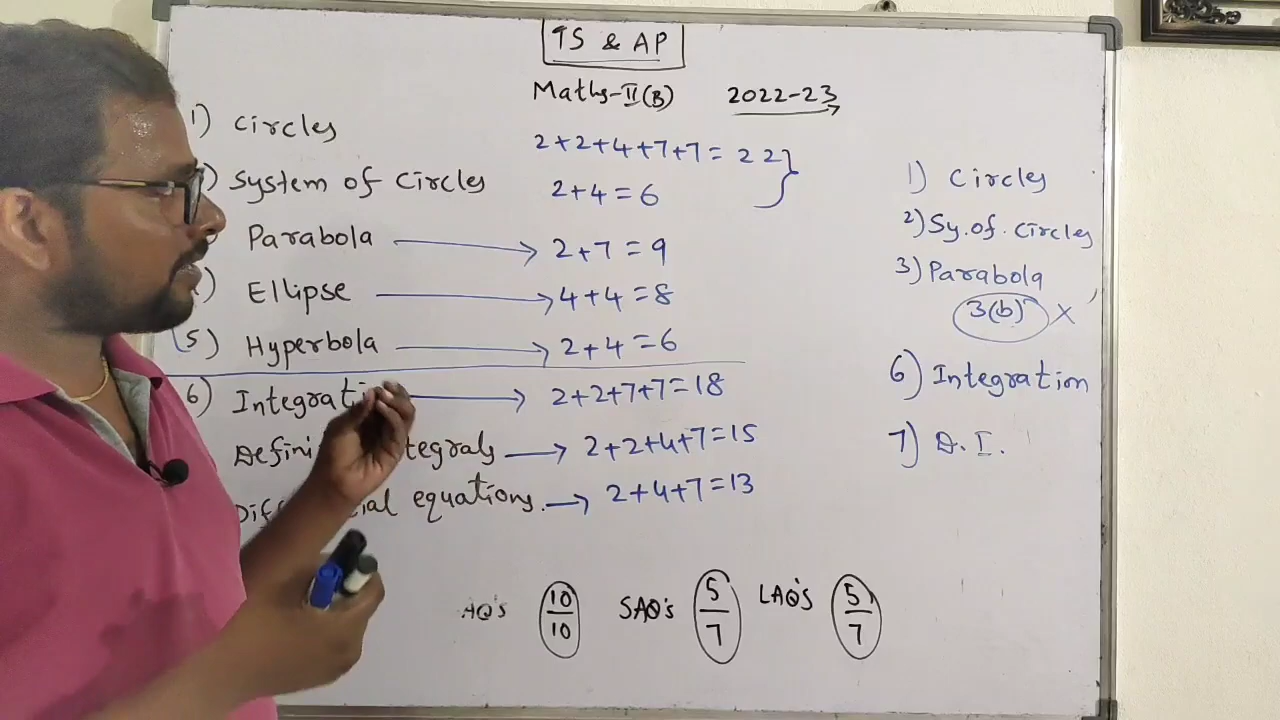 TS & AP
Maths-II(B) 2022-23
1) Circles 2+2+4+7+7=22}
) System of Circles 2+4=6
Parabola → 2+7=9
) Ellipse → 4+4=8
(5) Hyperbola → 2+4=6
6) Integrati → 2+2+7+7=18
Defini tegrals → 2+2+4+7=15
Diff ial equations. → 2+4+7=13
AQ's 10/10 SAQ's 5/7 LAQ's 5/7
1) Circles
2) Sy.of.circles
3) Parabola
3(b) X
6) Integration
7) D.I.